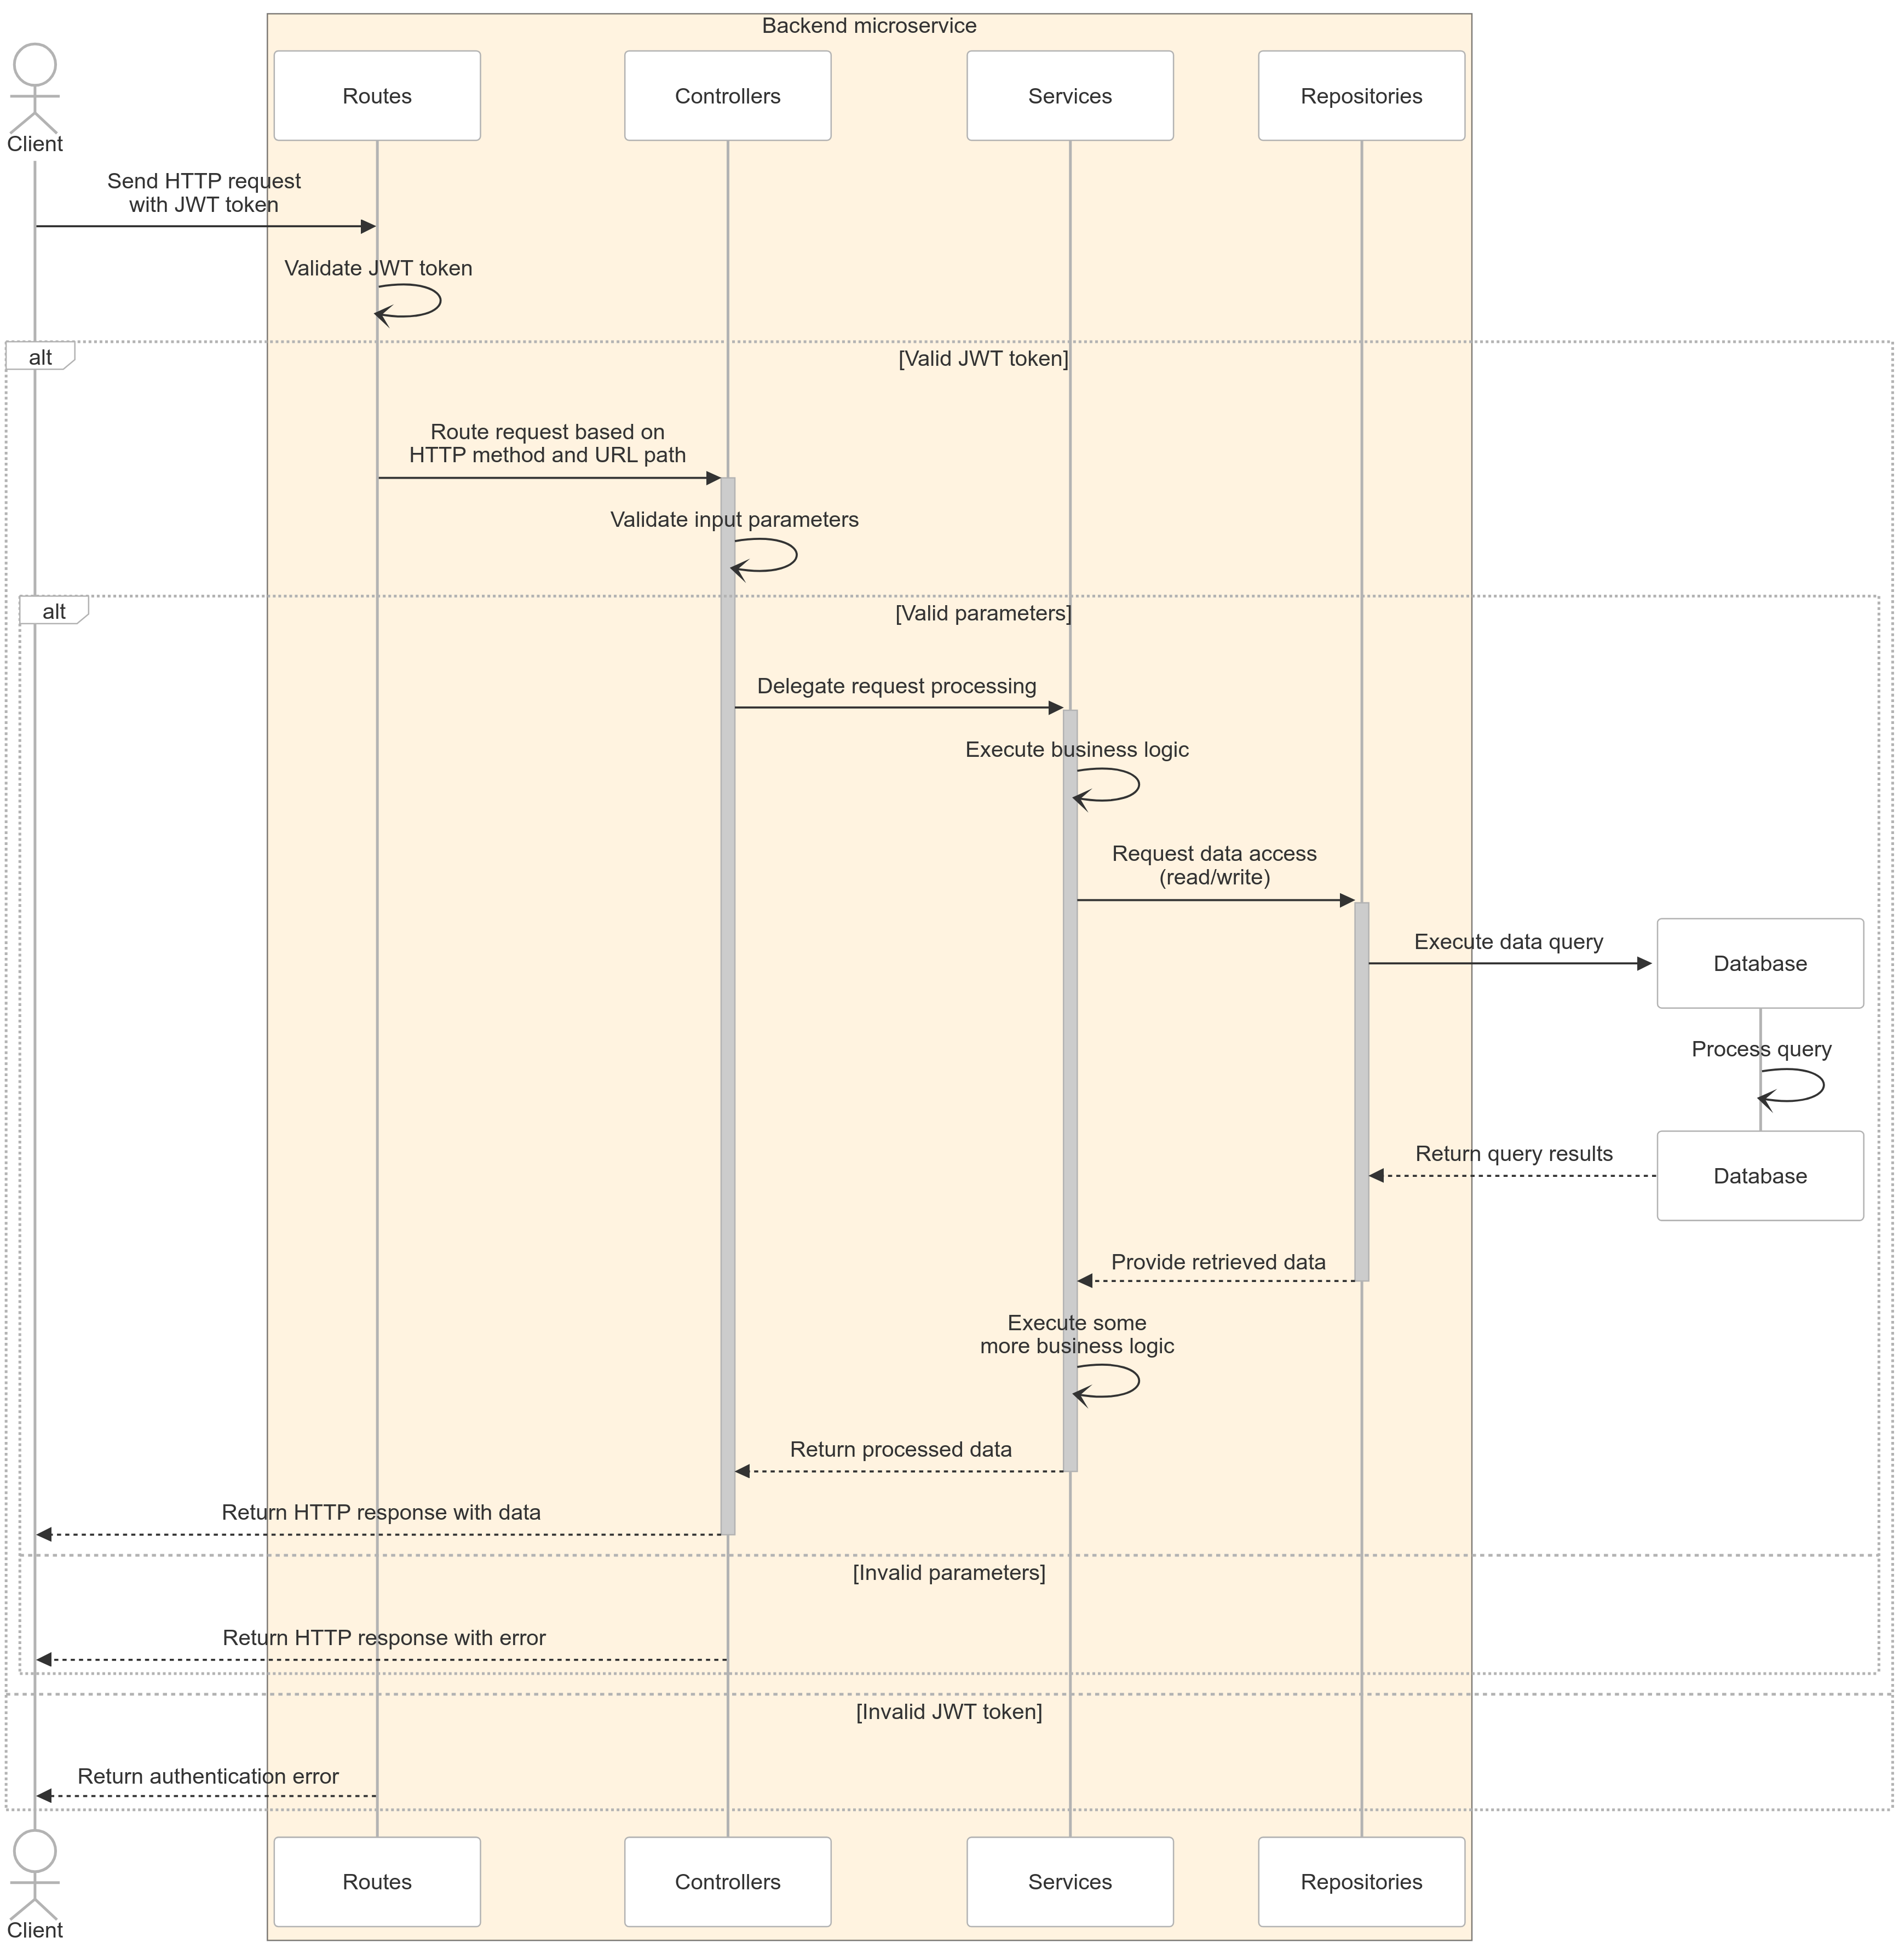 Backend microservice
Client
Routes
Controllers
Services
Repositories
Send HTTP request
with JWT token
Validate JWT token
alt
[Valid JWT token]
Route request based on
HTTP method and URL path
Validate input parameters
alt
[Valid parameters]
Delegate request processing
Execute business logic
Request data access
(read/write)
Execute data query
Database
Process query
Return query results
Database
Provide retrieved data
Execute some
more business logic
Return processed data
Return HTTP response with data
[Invalid parameters]
Return HTTP response with error
[Invalid JWT token]
Return authentication error
Client
Routes
Controllers
Services
Repositories